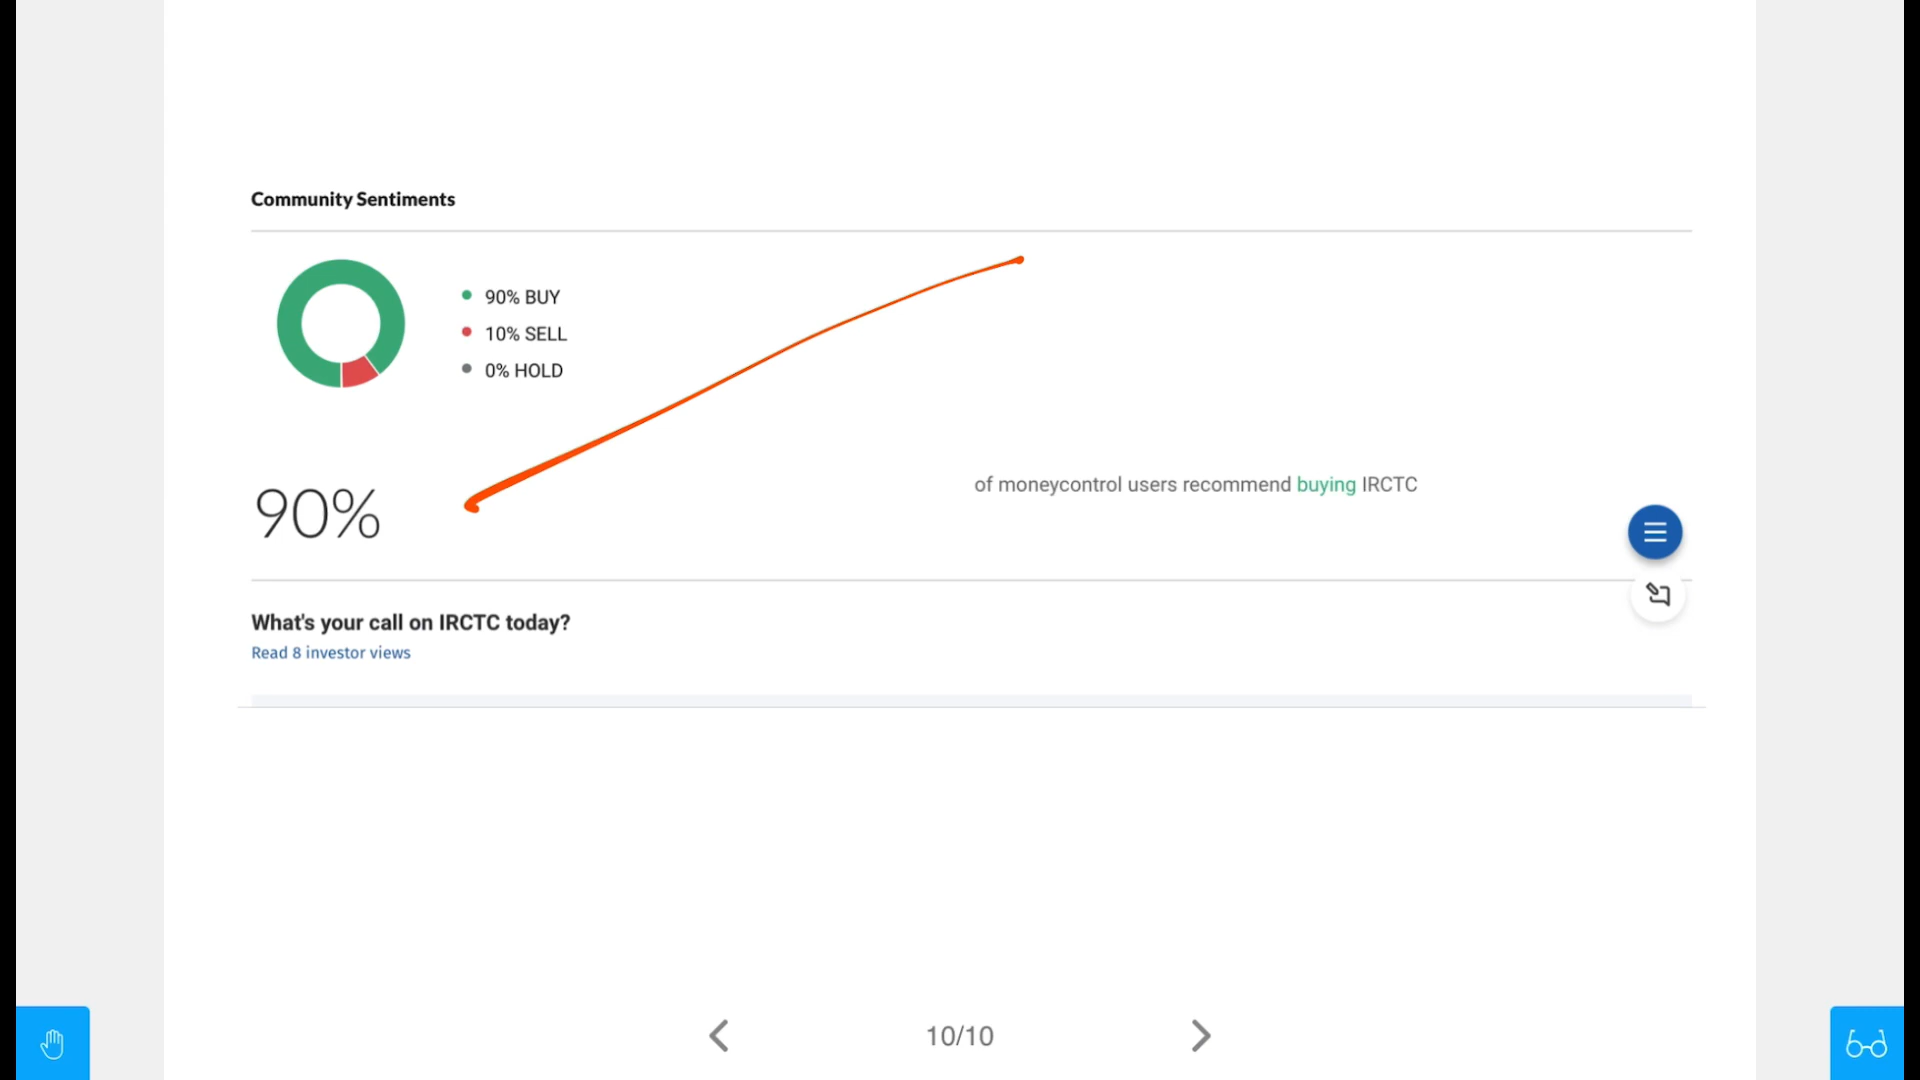 Community Sentiments
90% BUY
10% SELL
0% HOLD
90%
of moneycontrol users recommend buying IRCTC
What's your call on IRCTC today?
Read 8 investor views
10/10